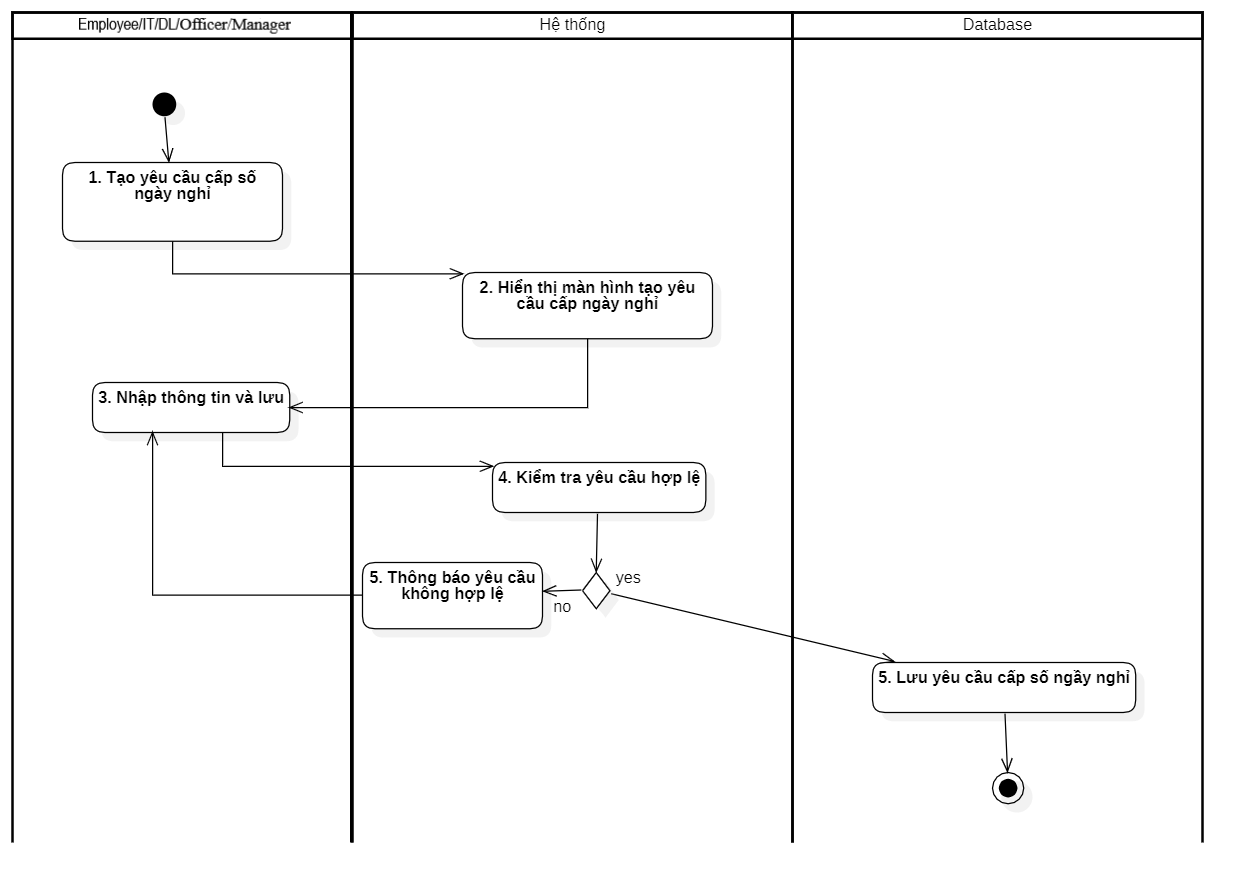 Employee/IT/DL/Officer/Manager
Hệ thống
Database
1. Tạo yêu cầu cấp số
ngày nghỉ
2. Hiển thị màn hình tạo yêu
cầu cấp ngày nghỉ
3. Nhập thông tin và lưu
4. Kiểm tra yêu cầu hợp lệ
5. Thông báo yêu cầu
không hợp lệ
yes
no
5. Lưu yêu cầu cấp số ngầy nghỉ